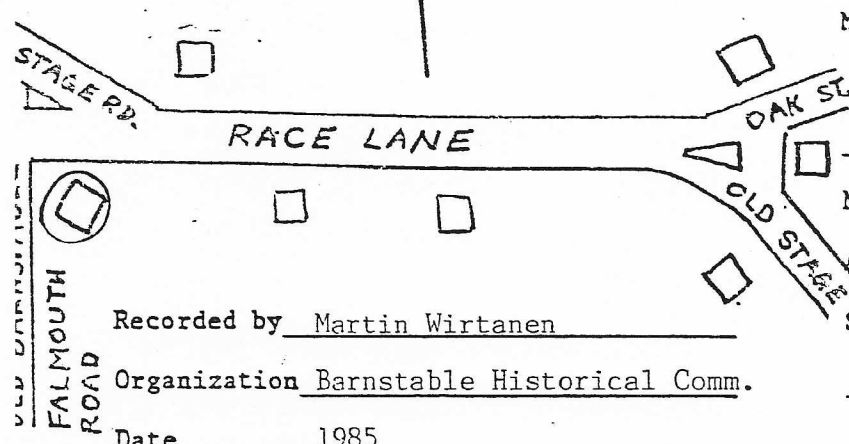 STAGE RD.
OAK ST.
RACE LANE
OLD STAGE
FALMOUTH
ROAD
Recorded by Martin Wirtanen
Organization Barnstable Historical Comm.
Date 1985